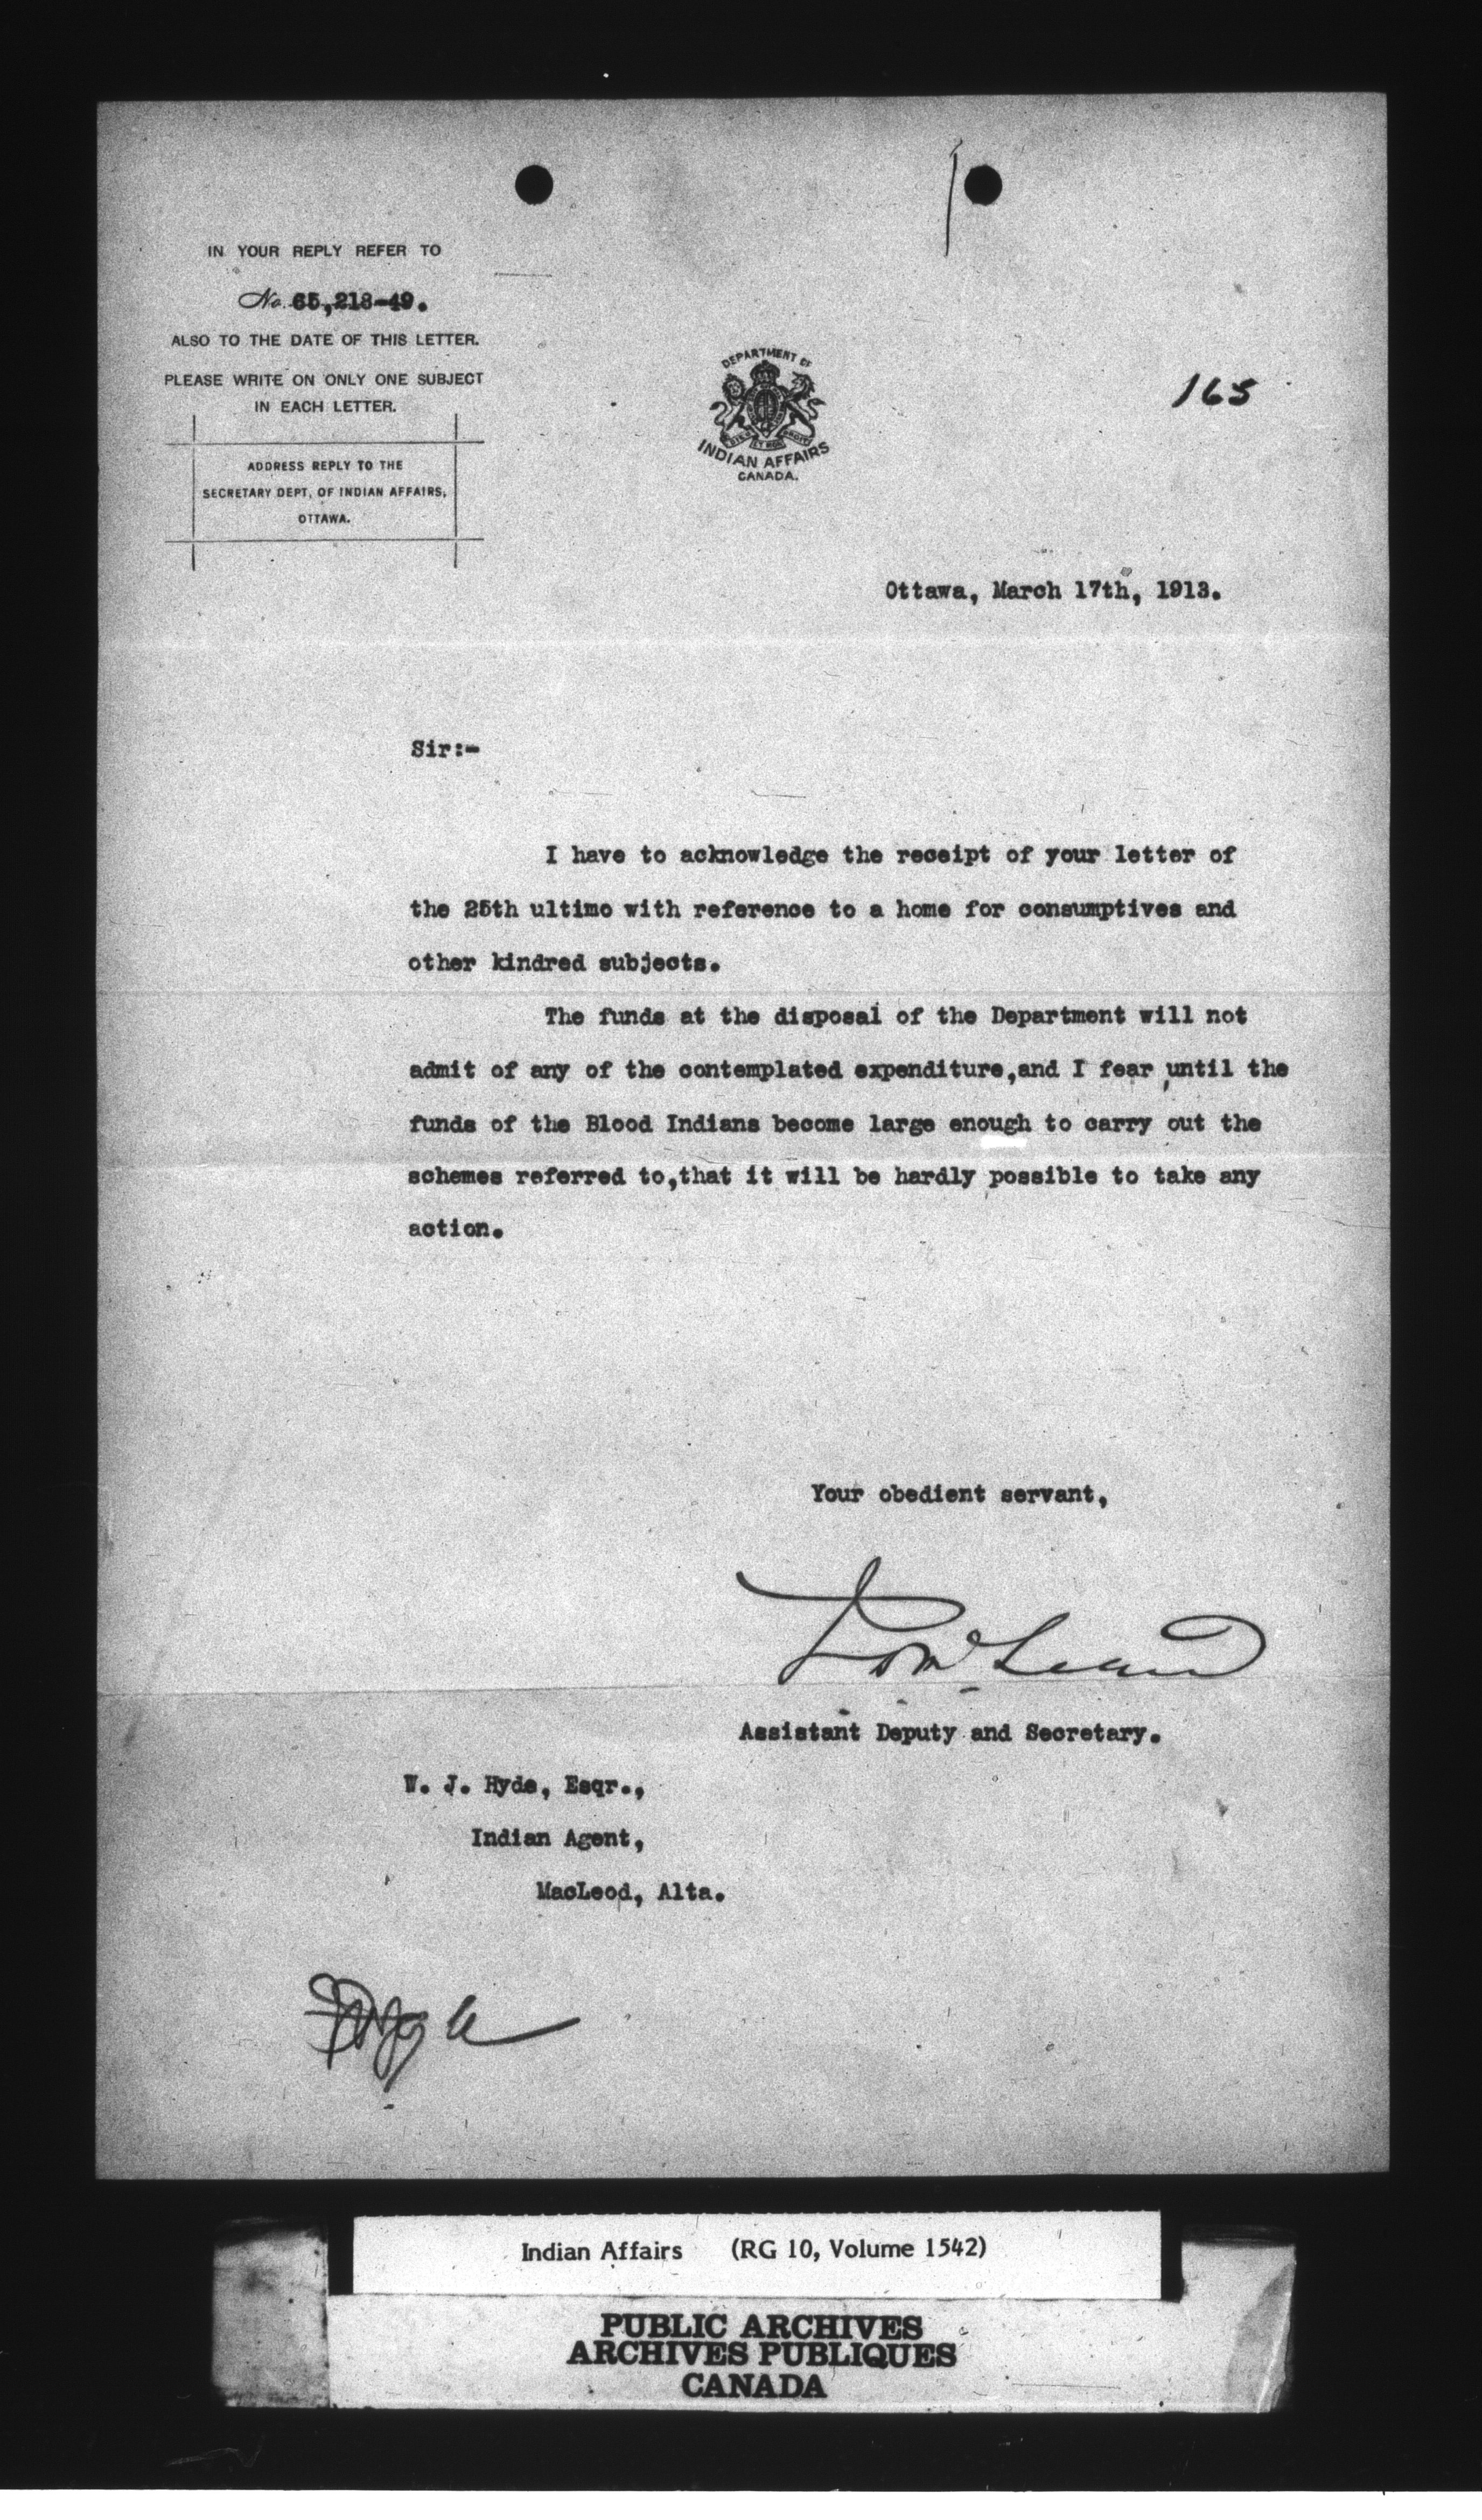 IN YOUR REPLY REFER TO
No. 65,218-49.
ALSO TO THE DATE OF THIS LETTER.
PLEASE WRITE ON ONLY ONE SUBJECT
IN EACH LETTER.
ADDRESS REPLY TO THE
SECRETARY DEPT, OF INDIAN AFFAIRS,
OTTAWA.
DEPARTMENT OF
INDIAN AFFAIRS
CANADA.
165
Ottawa, March 17th, 1913.
Sir:-
I have to acknowledge the receipt of your letter of
the 25th ultimo with reference to a home for consumptives and
other kindred subjects.
The funds at the disposal of the Department will not
admit of any of the contemplated expenditure,and I fear,until the
funds of the Blood Indians become large enough to carry out the
schemes referred to,that it will be hardly possible to take any
action.
Your obedient servant,
Assistant Deputy and Secretary.
W. J. Hyde, Esqr.,
Indian Agent,
MacLeod, Alta.
Indian Affairs (RG 10, Volume 1542)
PUBLIC ARCHIVES
ARCHIVES PUBLIQUES
CANADA